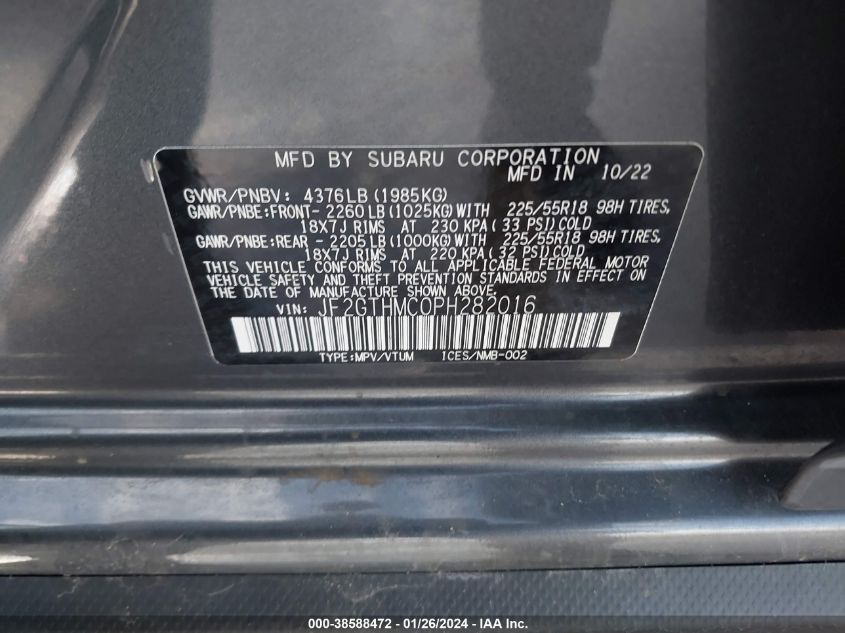 MFD BY SUBARU CORPORATION
MFD IN 10/22
GVWR/PNBV: 4376LB (1985KG)
GAWR/PNBE:FRONT- 2260LB (1025KG)WITH 225/55R18 98H TIRES,
18X7J RIMS AT 230 KPA (33 PSI)COLD
GAWR/PNBE:REAR - 2205LB (1000KG)WITH 225/55R18 98H TIRES,
18X7J RIMS AT 220 KPA (32 PSI)COLD
THIS VEHICLE CONFORMS TO ALL APPLICABLE FEDERAL MOTOR
VEHICLE SAFETY AND THEFT PREVENTION STANDARDS IN EFFECT ON
THE DATE OF MANUFACTURE SHOWN ABOVE
VIN: JF2GTHMC0PH282016
TYPE:MPV/VTUM ICES/NMB-002
000-38588472 - 01/26/2024 - IAA Inc.